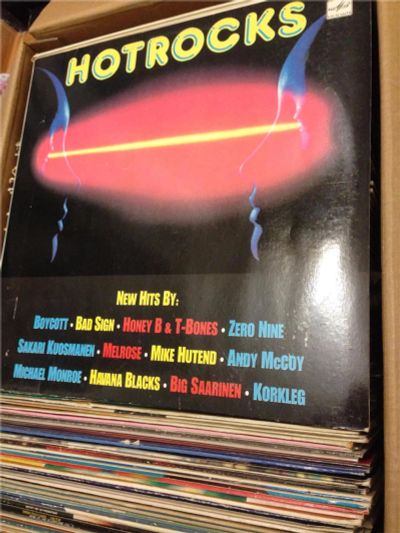 HOTROCKS
NEW HITS BY:
BOYCOTT • BAD SIGN • HONEY B & T-BONES • ZERO NINE
SAKARI KUOSMANEN • MELROSE • MIKE HUTEND • ANDY MCCOY
MICHAEL MONROE • HAVANA BLACKS • BIG SAARINEN • KORKLEG